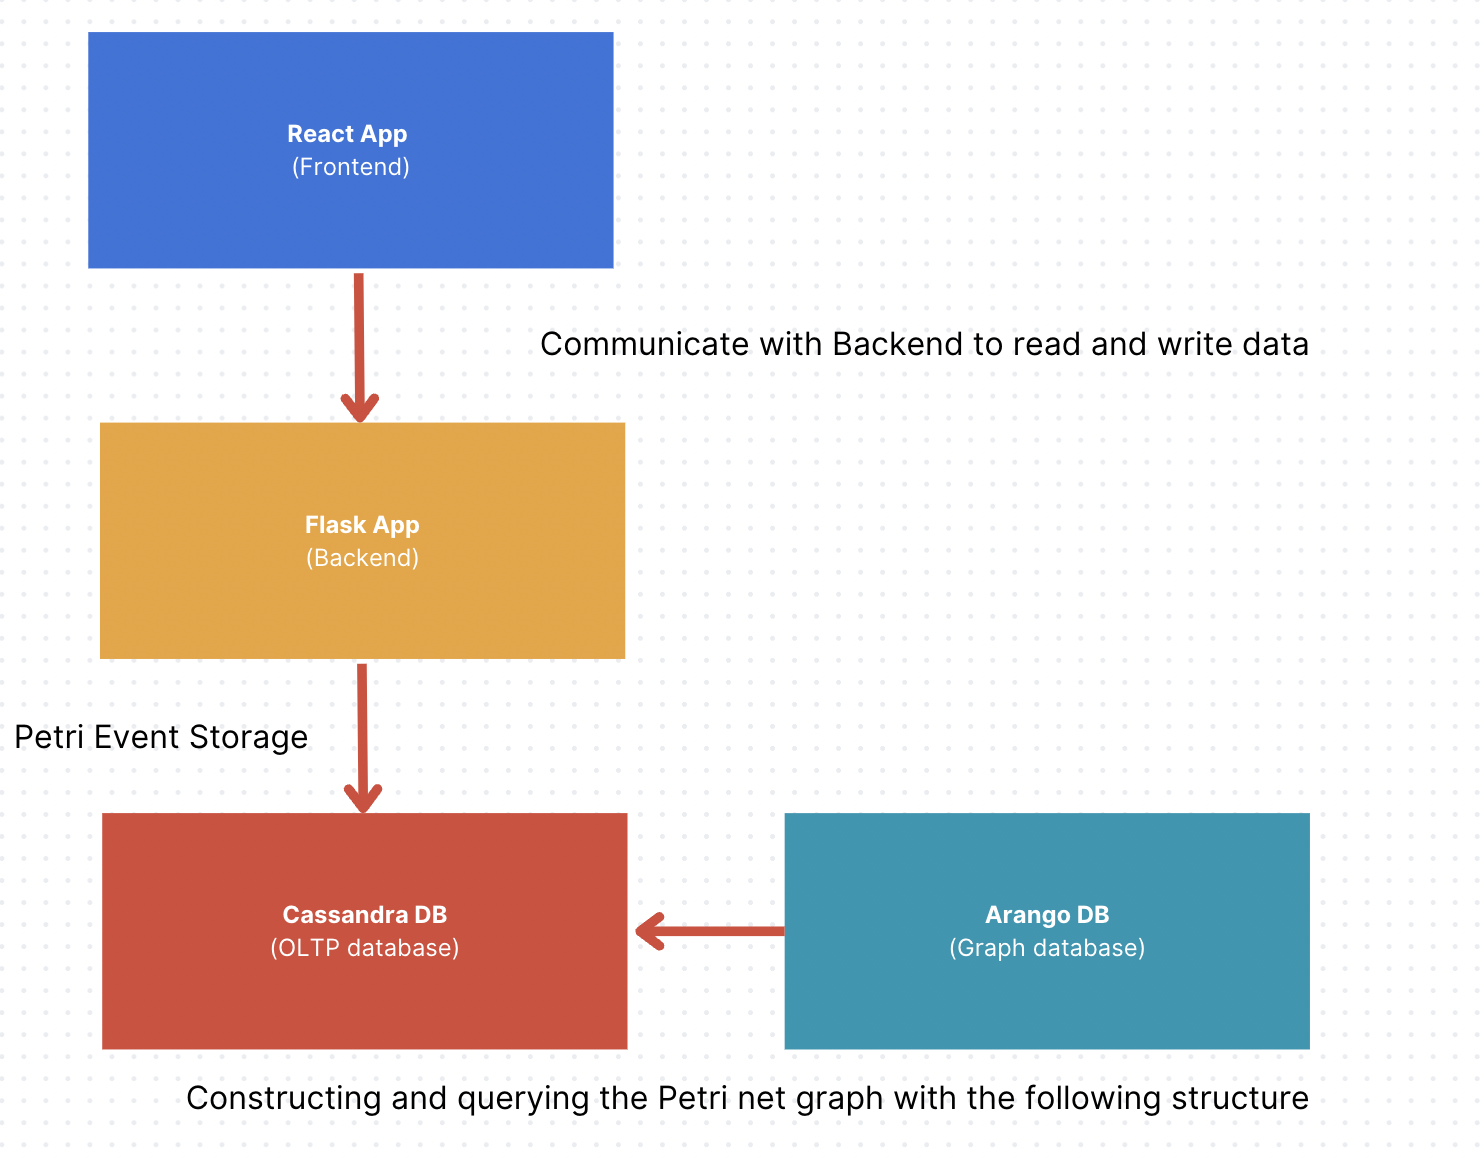 React App
(Frontend)
Communicate with Backend to read and write data
Flask App
(Backend)
Petri Event Storage
Cassandra DB
(OLTP database)
Arango DB
(Graph database)
Constructing and querying the Petri net graph with the following structure